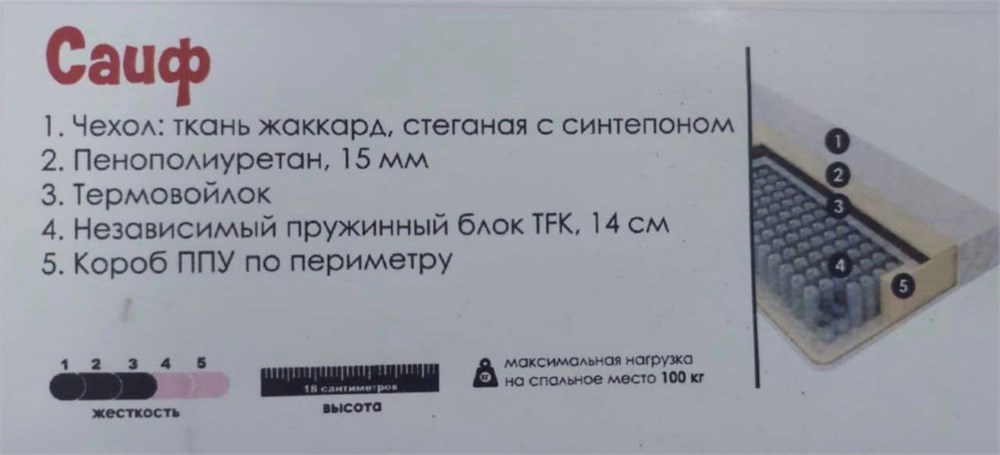 Саиф
1. Чехол: ткань жаккард, стеганая с синтепоном
2. Пенополиуретан, 15 мм
3. Термовойлок
4. Независимый пружинный блок TFK, 14 см
5. Короб ППУ по периметру
1
2
3
4
5
1 2 3 4 5
жесткость
18 сантиметров
высота
кг
максимальная нагрузка
на спальное место 100 кг